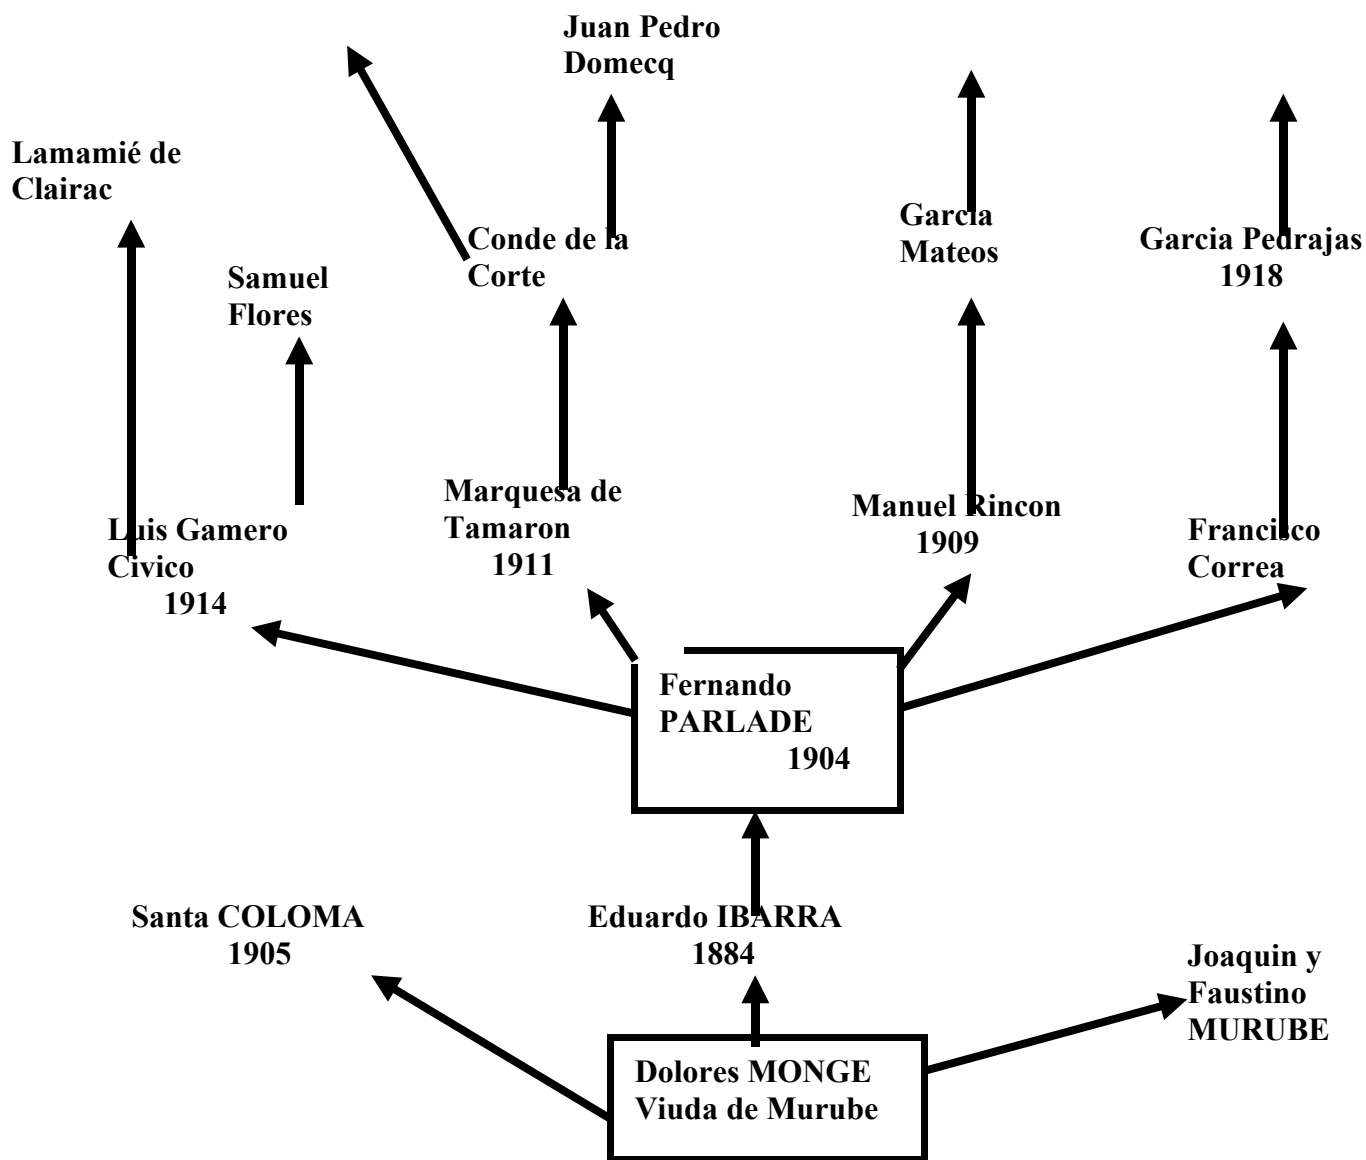 Juan Pedro
Domecq
Lamamié de
Clairac
Garcia
Mateos
Conde de la
Corte
Garcia Pedrajas
1918
Samuel
Flores
Marquesa de
Tamaron
1911
Manuel Rincon
1909
Luis Gamero
Civico
1914
Francisco
Correa
Fernando
PARLADE
1904
Santa COLOMA
1905
Eduardo IBARRA
1884
Joaquin y
Faustino
MURUBE
Dolores MONGE
Viuda de Murube